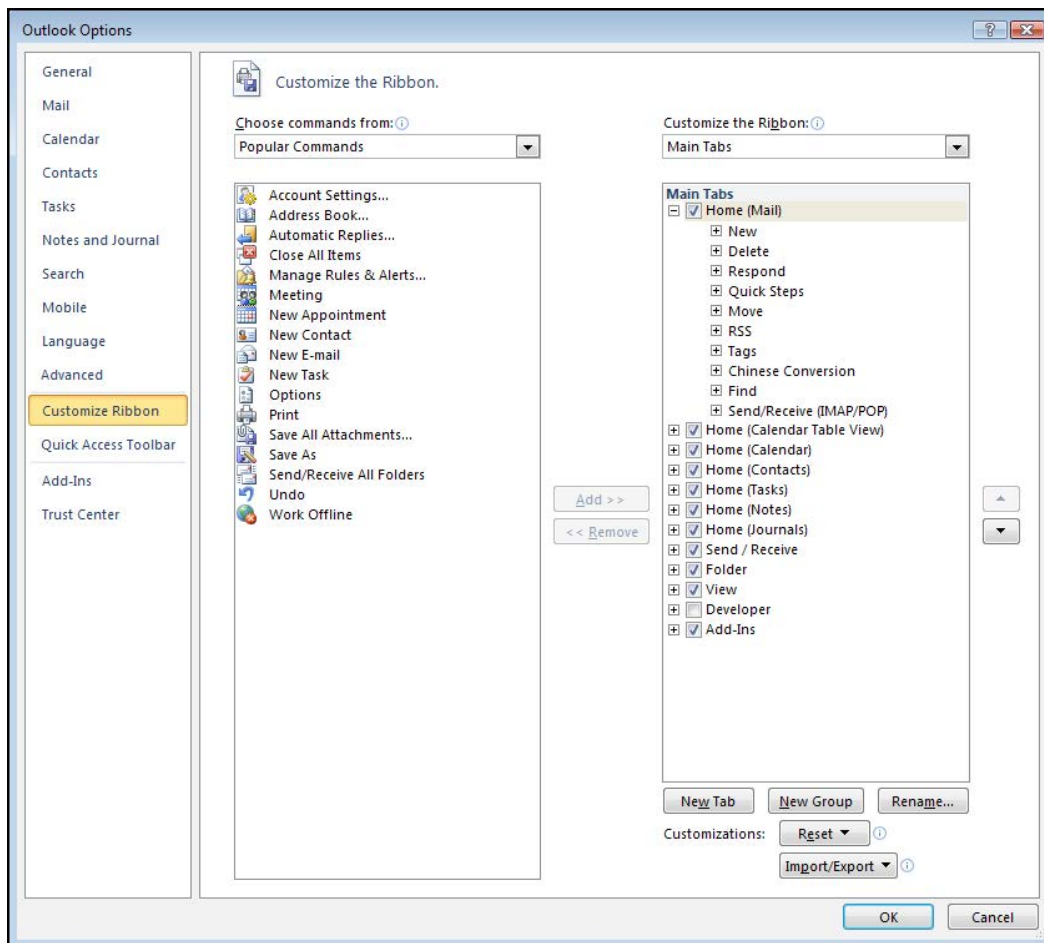 Outlook Options
General
Mail
Calendar
Contacts
Tasks
Notes and Journal
Search
Mobile
Language
Advanced
Customize Ribbon
Quick Access Toolbar
Add-Ins
Trust Center
Customize the Ribbon.
Choose commands from:
Popular Commands
Account Settings...
Address Book...
Automatic Replies...
Close All Items
Manage Rules & Alerts...
Meeting
New Appointment
New Contact
New E-mail
New Task
Options
Print
Save All Attachments...
Save As
Send/Receive All Folders
Undo
Work Offline
Add >>
<< Remove
Customize the Ribbon:
Main Tabs
Main Tabs
Home (Mail)
New
Delete
Respond
Quick Steps
Move
RSS
Tags
Chinese Conversion
Find
Send/Receive (IMAP/POP)
Home (Calendar Table View)
Home (Calendar)
Home (Contacts)
Home (Tasks)
Home (Notes)
Home (Journals)
Send / Receive
Folder
View
Developer
Add-Ins
New Tab New Group Rename...
Customizations: Reset
Import/Export
OK Cancel